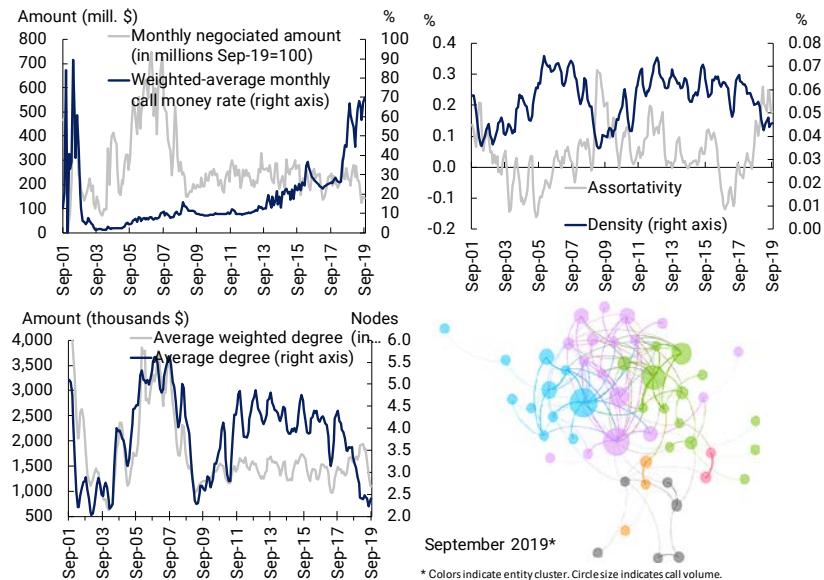 Amount (mill. $)
%
Monthly negociated amount
(in millions Sep-19=100)
Weighted-average monthly
call money rate (right axis)
800
700
600
500
400
300
200
100
0
100
90
80
70
60
50
40
30
20
10
0
Sep-01
Sep-03
Sep-05
Sep-07
Sep-09
Sep-11
Sep-13
Sep-15
Sep-17
Sep-19
%
%
0.4
0.3
0.2
0.1
0.0
-0.1
-0.2
0.08
0.07
0.06
0.05
0.04
0.03
0.02
0.01
0.00
Assortativity
Density (right axis)
Sep-01
Sep-03
Sep-05
Sep-07
Sep-09
Sep-11
Sep-13
Sep-15
Sep-17
Sep-19
Amount (thousands $)
Nodes
Average weighted degree (in...
Average degree (right axis)
4,000
3,500
3,000
2,500
2,000
1,500
1,000
500
6.0
5.5
5.0
4.5
4.0
3.5
3.0
2.5
2.0
Sep-01
Sep-03
Sep-05
Sep-07
Sep-09
Sep-11
Sep-13
Sep-15
Sep-17
Sep-19
September 2019*
* Colors indicate entity cluster. Circle size indicates call volume.